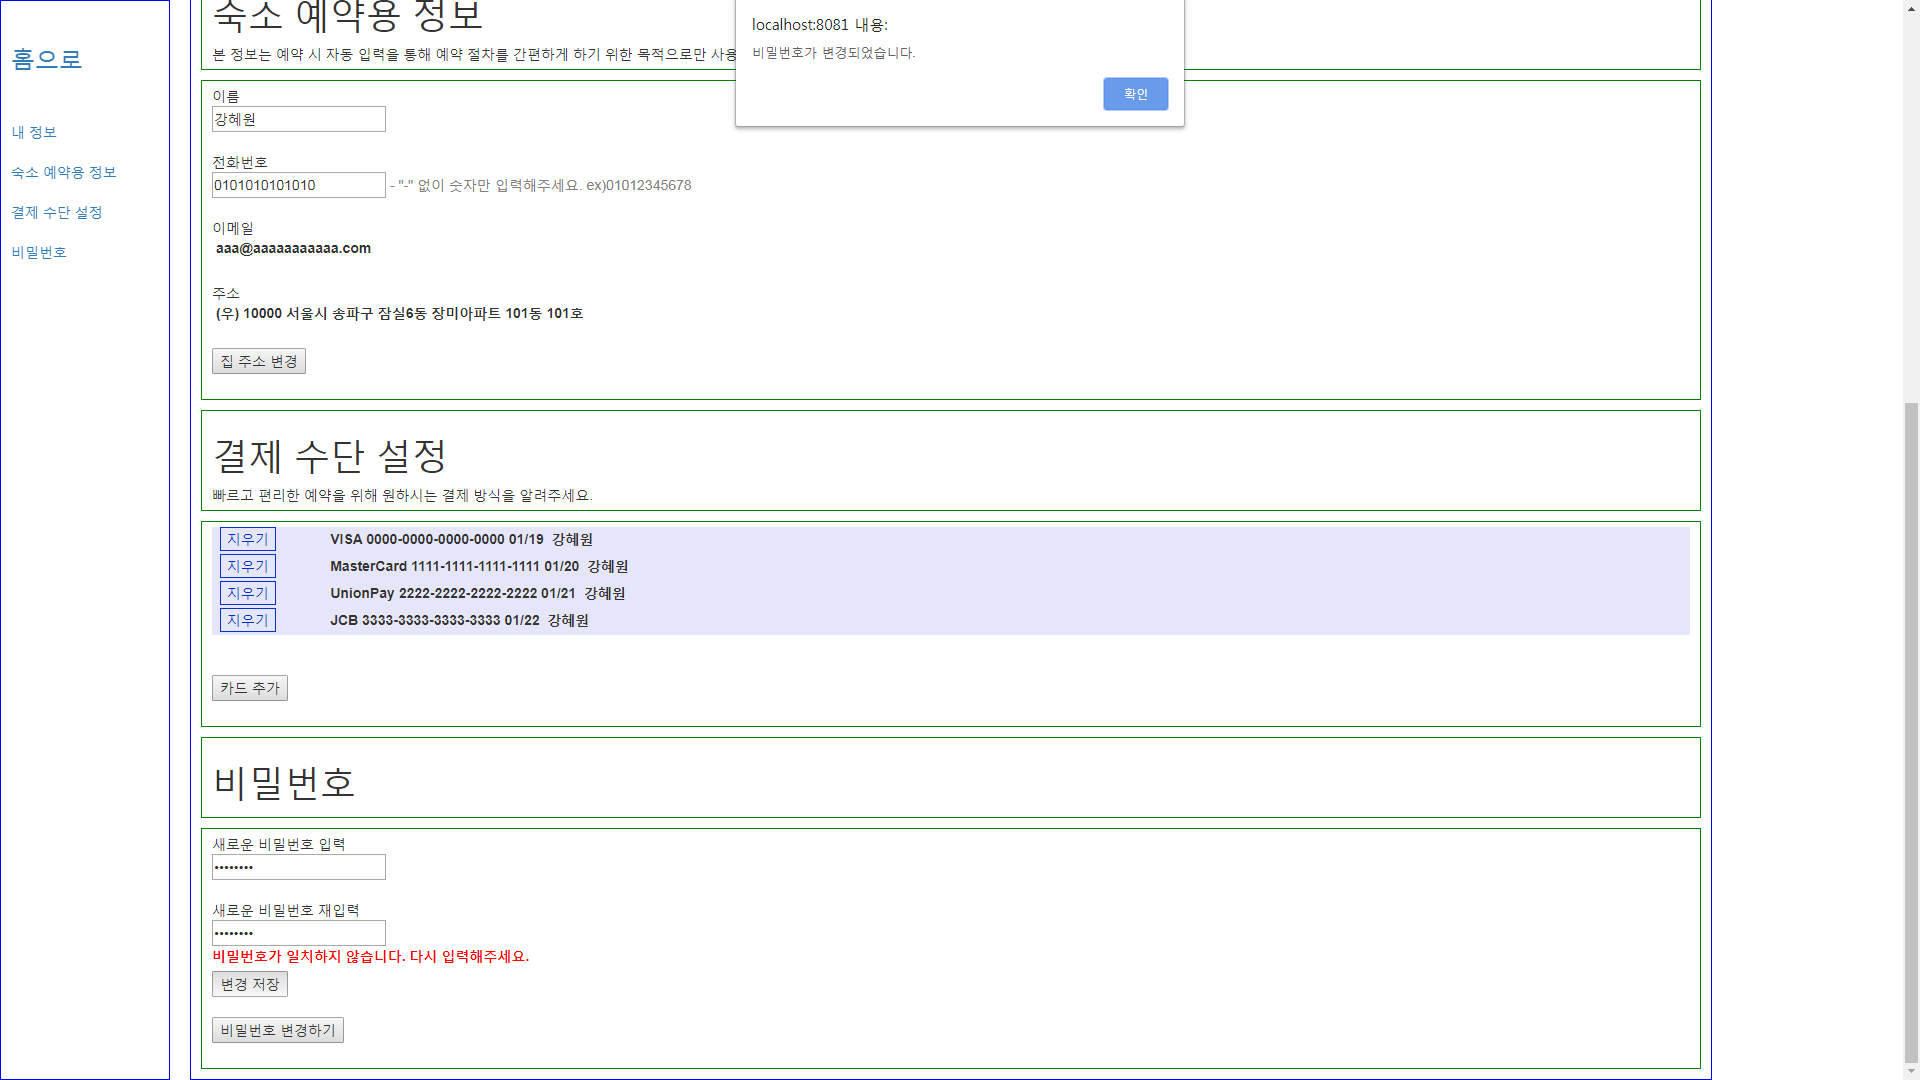 홈으로
내 정보
숙소 예약용 정보
결제 수단 설정
비밀번호
localhost:8081 내용:
비밀번호가 변경되었습니다.
확인
숙소 예약용 정보
본 정보는 예약 시 자동 입력을 통해 예약 절차를 간편하게 하기 위한 목적으로만 사용
이름
강혜원
전화번호
0101010101010 - "-" 없이 숫자만 입력해주세요. ex)01012345678
이메일
aaa@aaaaaaaaaaa.com
주소
(우) 10000 서울시 송파구 잠실6동 장미아파트 101동 101호
집 주소 변경
결제 수단 설정
빠르고 편리한 예약을 위해 원하시는 결제 방식을 알려주세요.
지우기 VISA 0000-0000-0000-0000 01/19 강혜원
지우기 MasterCard 1111-1111-1111-1111 01/20 강혜원
지우기 UnionPay 2222-2222-2222-2222 01/21 강혜원
지우기 JCB 3333-3333-3333-3333 01/22 강혜원
카드 추가
비밀번호
새로운 비밀번호 입력
••••••••
새로운 비밀번호 재입력
••••••••
비밀번호가 일치하지 않습니다. 다시 입력해주세요.
변경 저장
비밀번호 변경하기